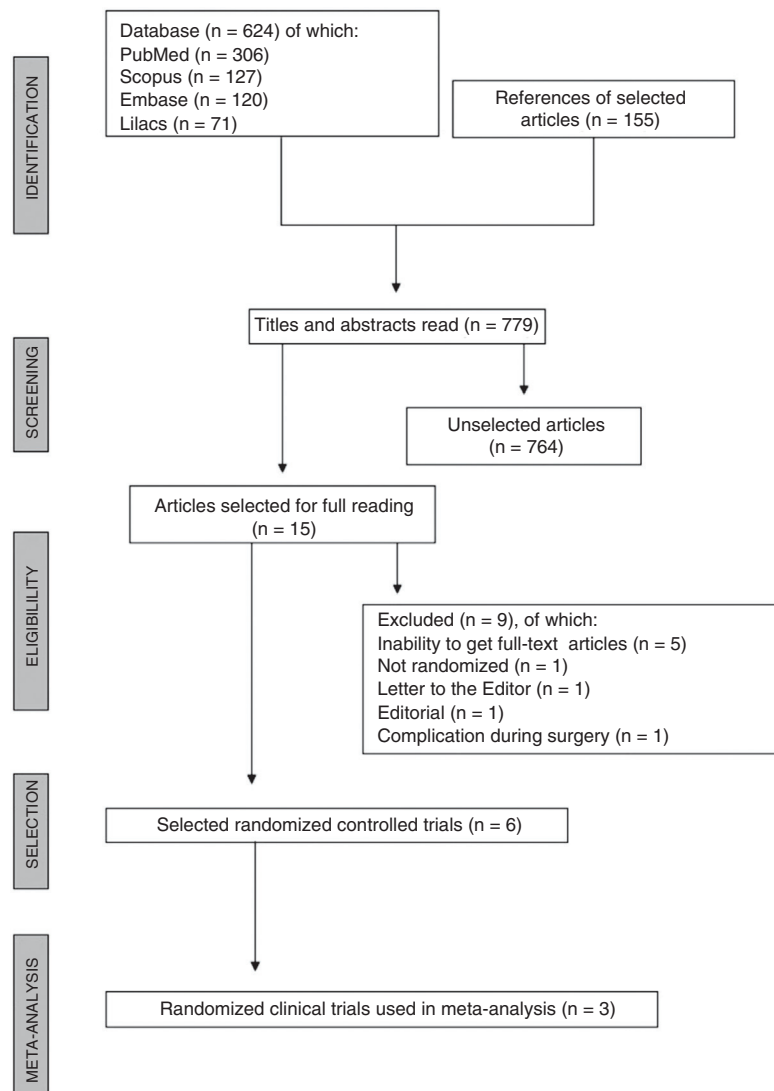 IDENTIFICATION
Database (n = 624) of which:
PubMed (n = 306)
Scopus (n = 127)
Embase (n = 120)
Lilacs (n = 71)
References of selected
articles (n = 155)
SCREENING
Titles and abstracts read (n = 779)
Unselected articles
(n = 764)
ELIGIBILITY
Articles selected for full reading
(n = 15)
Excluded (n = 9), of which:
Inability to get full-text articles (n = 5)
Not randomized (n = 1)
Letter to the Editor (n = 1)
Editorial (n = 1)
Complication during surgery (n = 1)
SELECTION
Selected randomized controlled trials (n = 6)
META-ANALYSIS
Randomized clinical trials used in meta-analysis (n = 3)